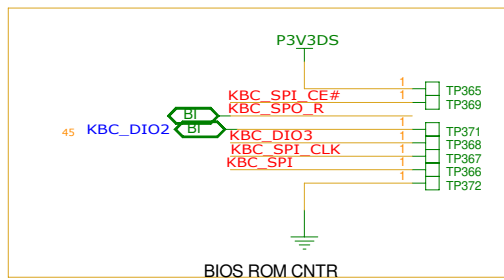 P3V3DS
1 TP365
KBC_SPI_CE# 1 TP369
BI KBC_SPO_R
45 KBC_DIO2 BI 1 TP371
KBC_DIO3 1 TP368
KBC_SPI_CLK 1 TP367
KBC_SPI 1 TP366
1 TP372
BIOS ROM CNTR